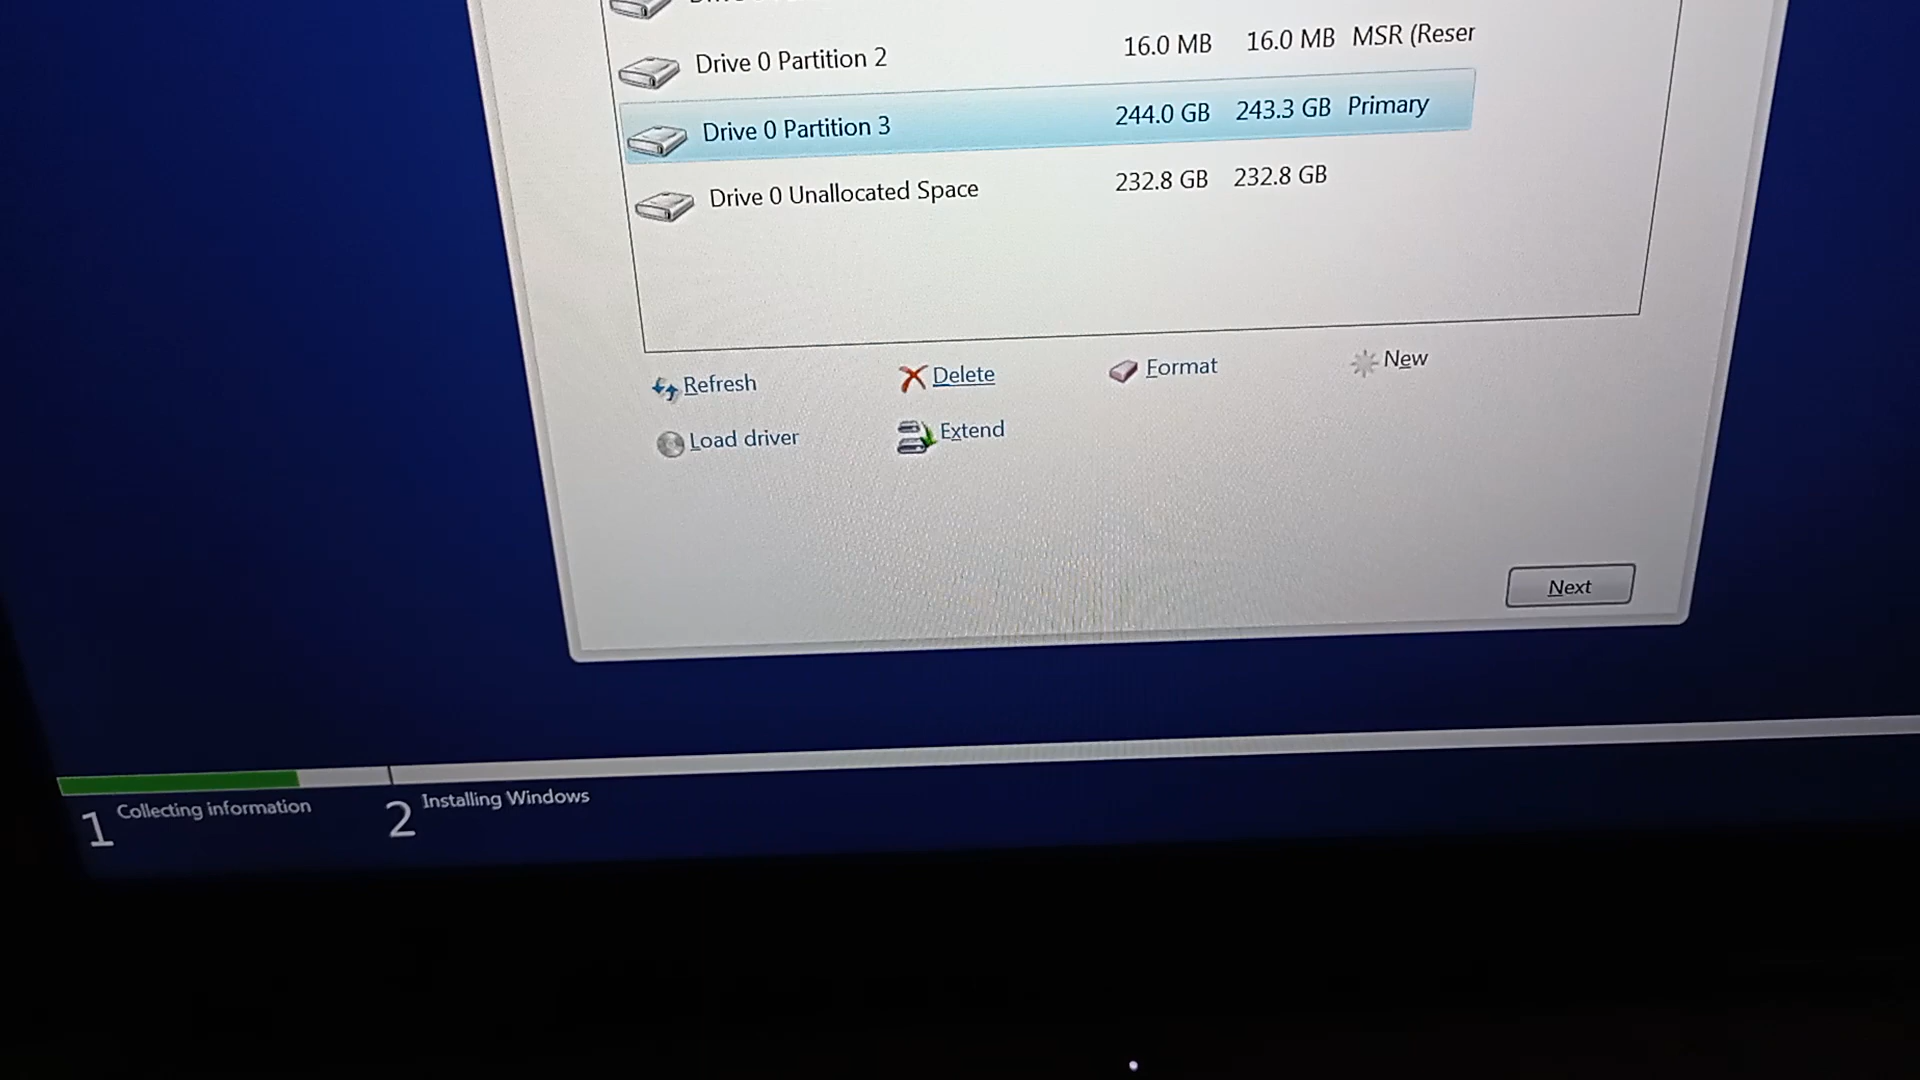 Drive 0 Partition 2 16.0 MB 16.0 MB MSR (Reser
Drive 0 Partition 3 244.0 GB 243.3 GB Primary
Drive 0 Unallocated Space 232.8 GB 232.8 GB
Refresh Delete Format New
Load driver Extend
Next
1 Collecting information 2 Installing Windows